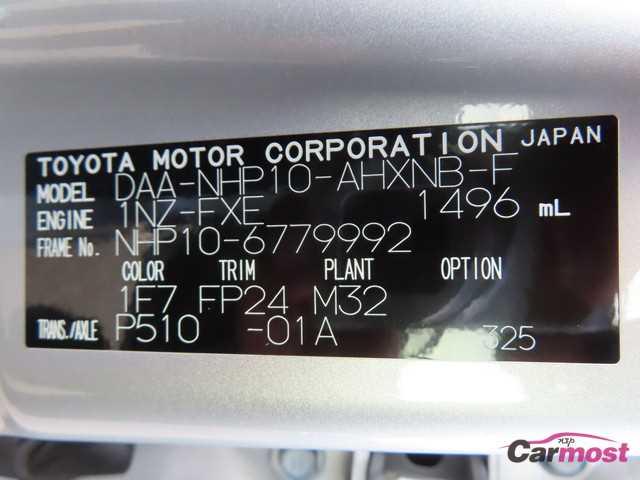 TOYOTA MOTOR CORPORATION JAPAN
MODEL DAA-NHP10-AHXNB-F
ENGINE 1NZ-FXE 1496 mL
FRAME No. NHP10-6779992
COLOR TRIM PLANT OPTION
1F7 FP24 M32
TRANS./AXLE P510 -01A 325
Carmost